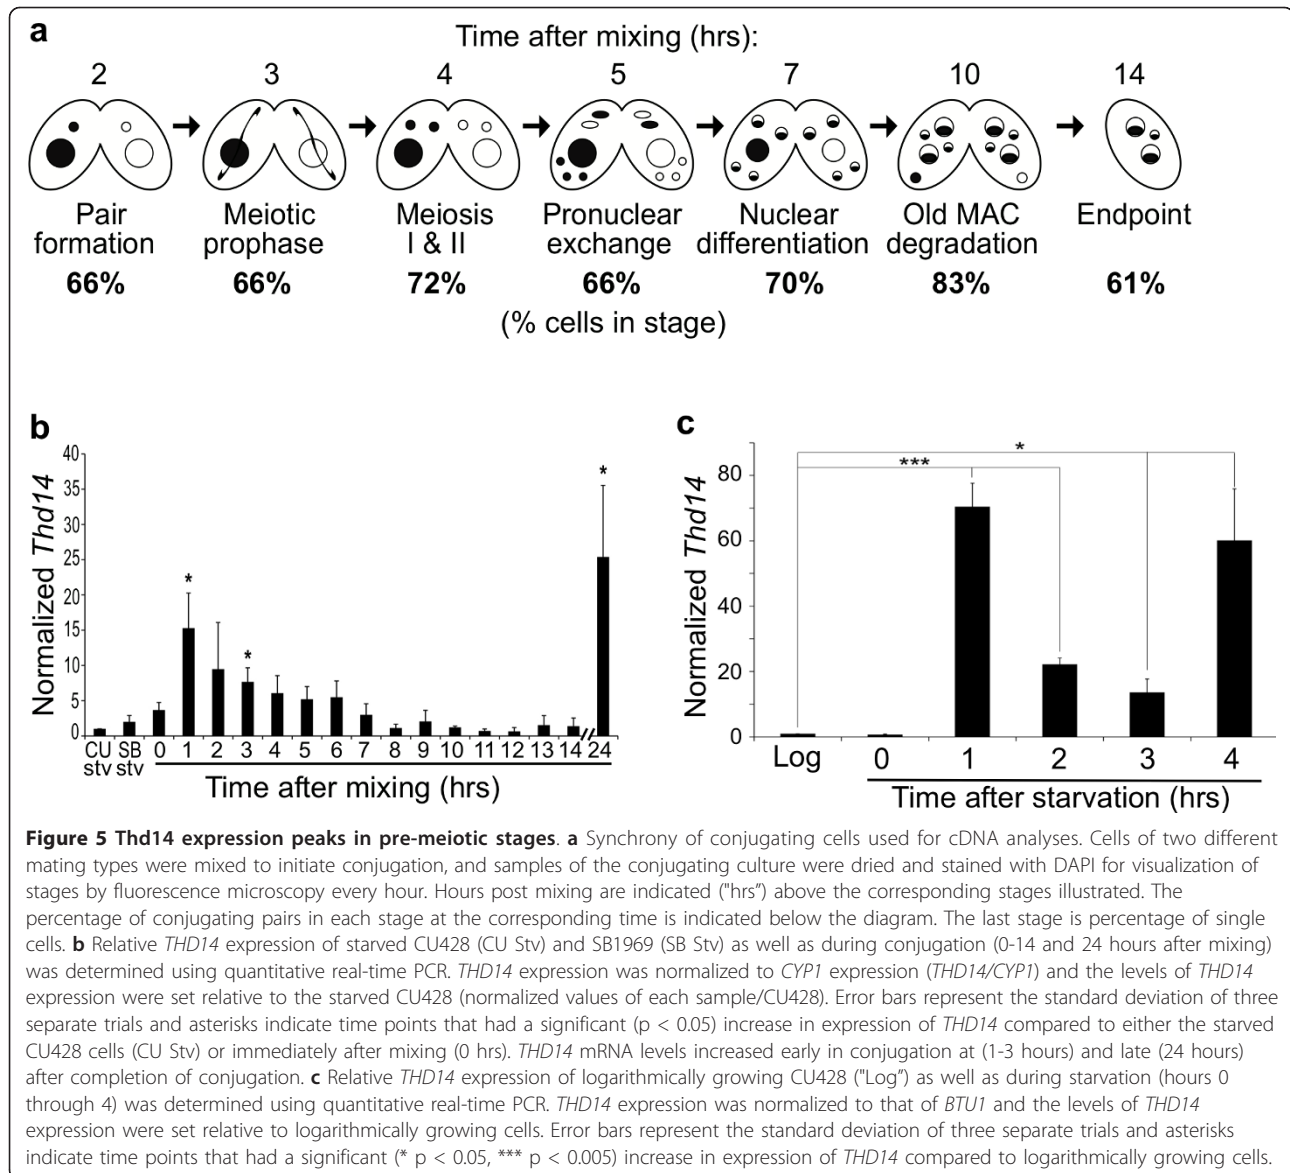 a
Time after mixing (hrs):
2 3 4 5 7 10 14
Pair formation
Meiotic prophase
Meiosis I & II
Pronuclear exchange
Nuclear differentiation
Old MAC degradation
Endpoint
66% 66% 72% 66% 70% 83% 61%
(% cells in stage)
b
Normalized Thd14
40
35
30
25
20
15
10
5
0
* * *
CU stv SB stv 0 1 2 3 4 5 6 7 8 9 10 11 12 13 14 24
Time after mixing (hrs)
c
Normalized Thd14
80
60
40
20
0
*
***
Log 0 1 2 3 4
Time after starvation (hrs)
Figure 5 Thd14 expression peaks in pre-meiotic stages. a Synchrony of conjugating cells used for cDNA analyses. Cells of two different
mating types were mixed to initiate conjugation, and samples of the conjugating culture were dried and stained with DAPI for visualization of
stages by fluorescence microscopy every hour. Hours post mixing are indicated ("hrs") above the corresponding stages illustrated. The
percentage of conjugating pairs in each stage at the corresponding time is indicated below the diagram. The last stage is percentage of single
cells. b Relative THD14 expression of starved CU428 (CU Stv) and SB1969 (SB Stv) as well as during conjugation (0-14 and 24 hours after mixing)
was determined using quantitative real-time PCR. THD14 expression was normalized to CYP1 expression (THD14/CYP1) and the levels of THD14
expression were set relative to the starved CU428 (normalized values of each sample/CU428). Error bars represent the standard deviation of three
separate trials and asterisks indicate time points that had a significant (p < 0.05) increase in expression of THD14 compared to either the starved
CU428 cells (CU Stv) or immediately after mixing (0 hrs). THD14 mRNA levels increased early in conjugation at (1-3 hours) and late (24 hours)
after completion of conjugation. c Relative THD14 expression of logarithmically growing CU428 ("Log") as well as during starvation (hours 0
through 4) was determined using quantitative real-time PCR. THD14 expression was normalized to that of BTU1 and the levels of THD14
expression were set relative to logarithmically growing cells. Error bars represent the standard deviation of three separate trials and asterisks
indicate time points that had a significant (* p < 0.05, *** p < 0.005) increase in expression of THD14 compared to logarithmically growing cells.